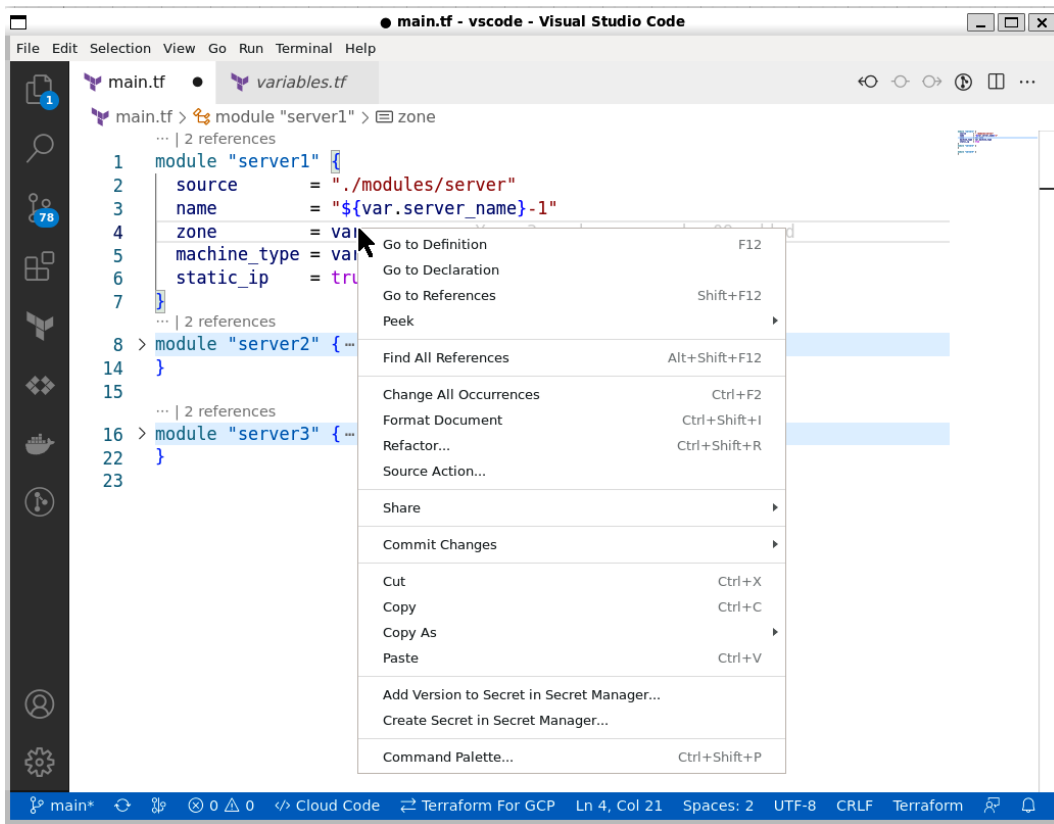 ● main.tf - vscode - Visual Studio Code
File Edit Selection View Go Run Terminal Help
main.tf ● variables.tf
main.tf > module "server1" > zone
··· | 2 references
1 module "server1" {
2 source = "./modules/server"
3 name = "${var.server_name}-1"
4 zone = var
5 machine_type = var
6 static_ip = tru
7 }
··· | 2 references
8 > module "server2" {···
14 }
15
··· | 2 references
16 > module "server3" {···
22 }
23
1
78
Go to Definition F12
Go to Declaration
Go to References Shift+F12
Peek
Find All References Alt+Shift+F12
Change All Occurrences Ctrl+F2
Format Document Ctrl+Shift+I
Refactor... Ctrl+Shift+R
Source Action...
Share
Commit Changes
Cut Ctrl+X
Copy Ctrl+C
Copy As
Paste Ctrl+V
Add Version to Secret in Secret Manager...
Create Secret in Secret Manager...
Command Palette... Ctrl+Shift+P
main* 0 0 Cloud Code Terraform For GCP Ln 4, Col 21 Spaces: 2 UTF-8 CRLF Terraform